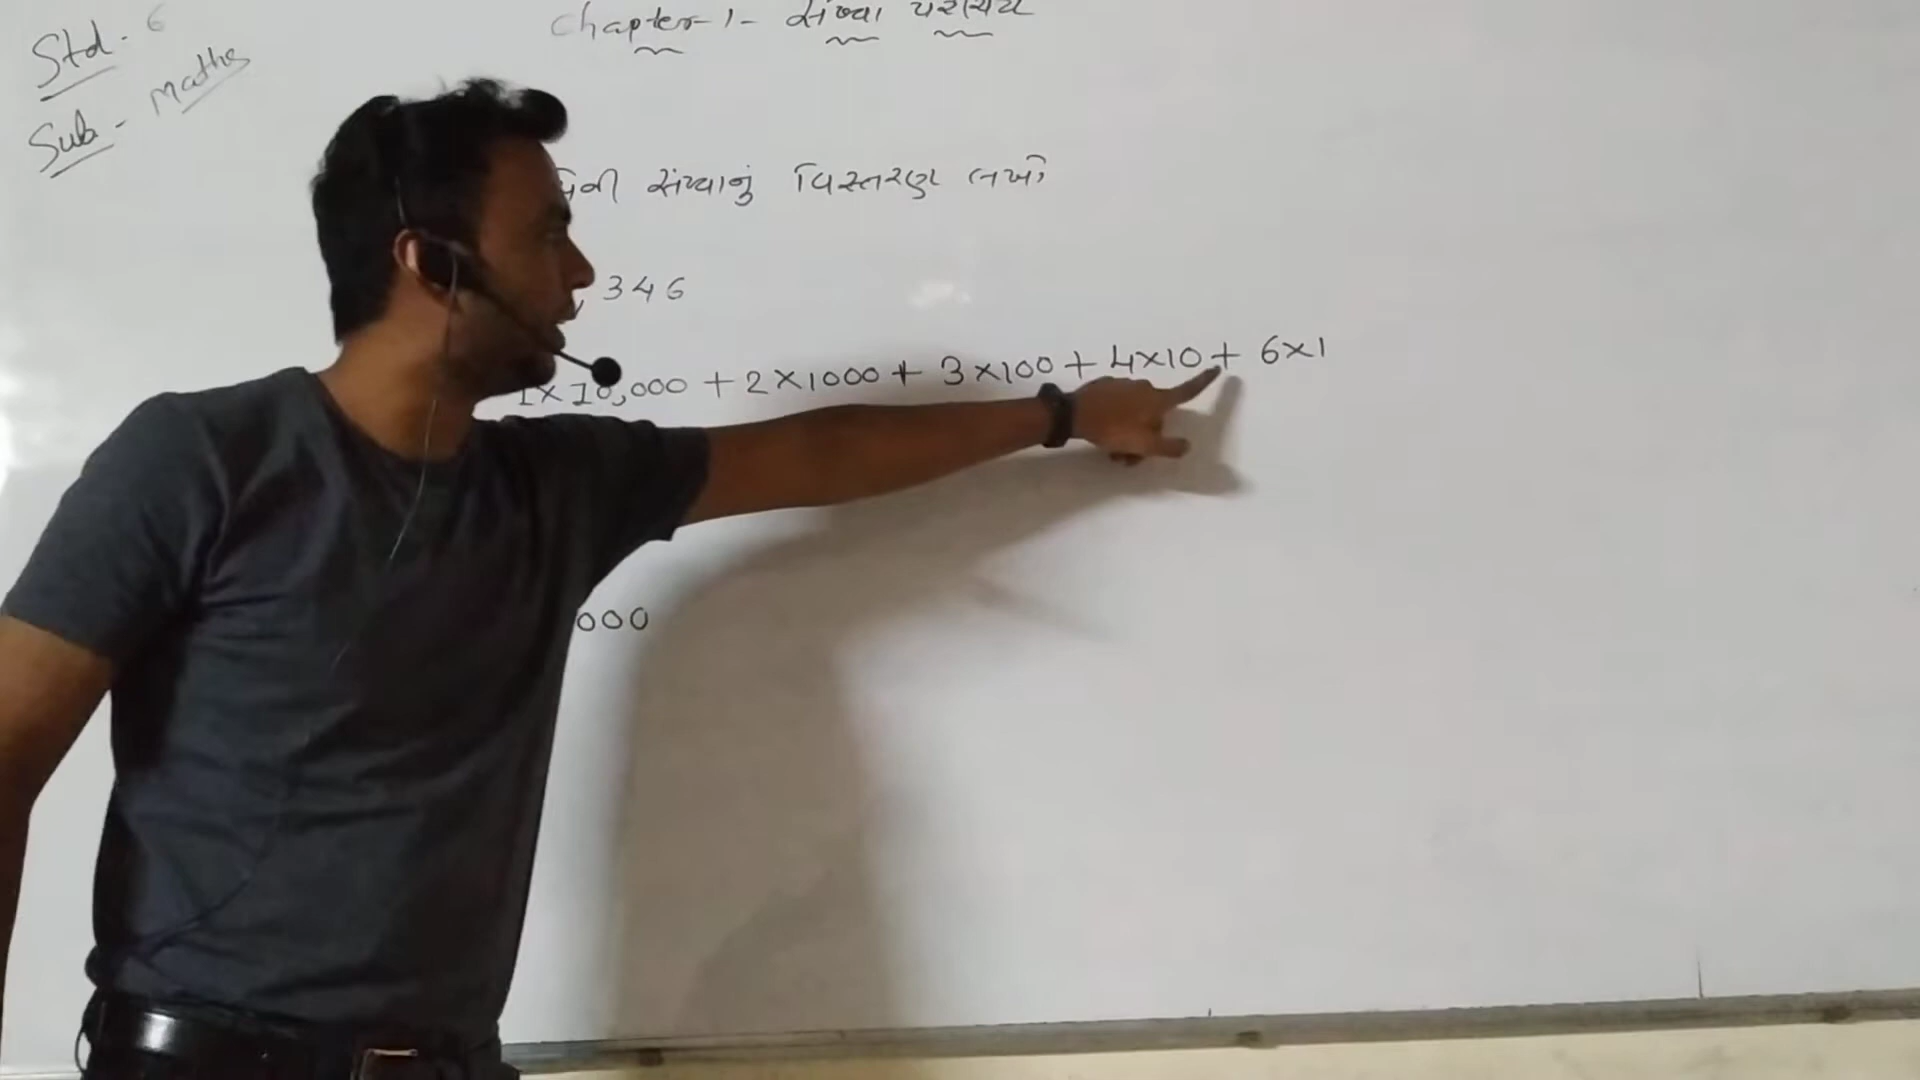 Std. 6
Sub - Maths
Chapter-1- સંખ્યા પરિચય
સંખ્યાનું વિસ્તરણ લખો
, 346
1×10,000 + 2×1000 + 3×100 + 4×10 + 6×1
000